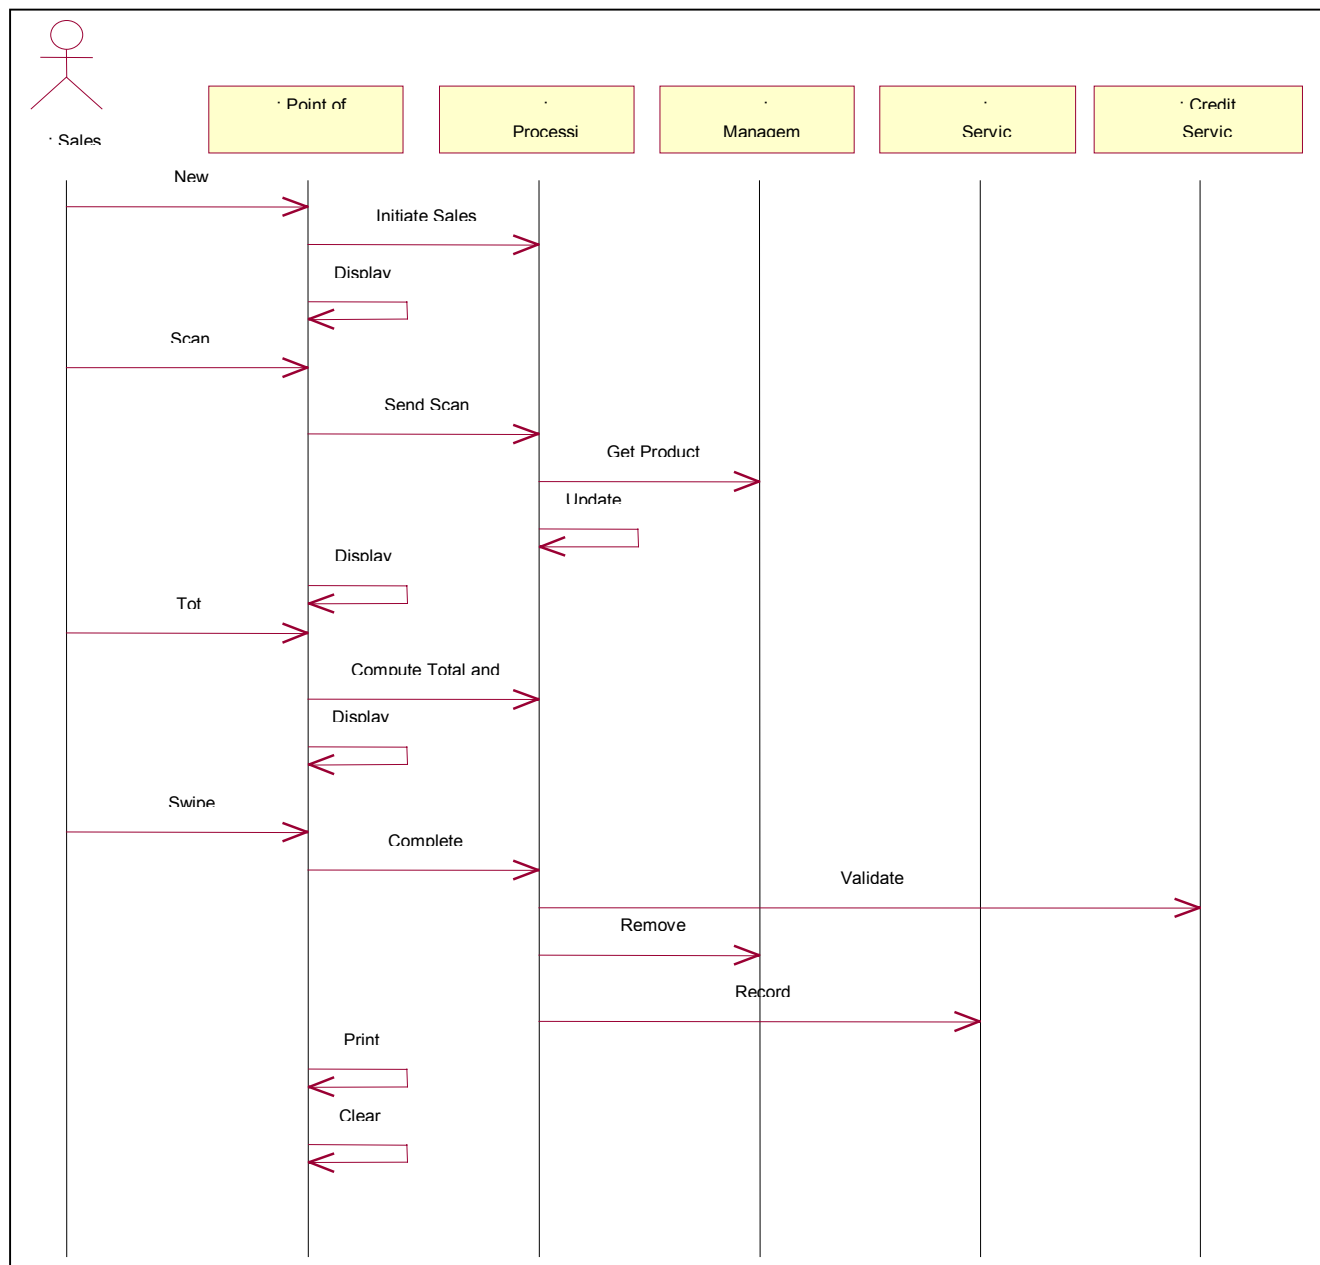 : Sales
: Point of
:
Processi
:
Managem
:
Servic
: Credit
Servic
New
Initiate Sales
Display
Scan
Send Scan
Get Product
Update
Display
Tot
Compute Total and
Display
Swipe
Complete
Validate
Remove
Record
Print
Clear